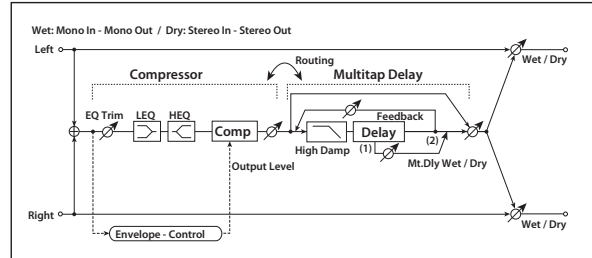 Wet: Mono In - Mono Out / Dry: Stereo In - Stereo Out
Left
Wet / Dry
Routing
Compressor
Multitap Delay
EQ Trim
LEQ
HEQ
Feedback
Comp
Delay
High Damp
(1)
(2)
Mt.Dly Wet / Dry
Output Level
Right
Envelope - Control
Wet / Dry